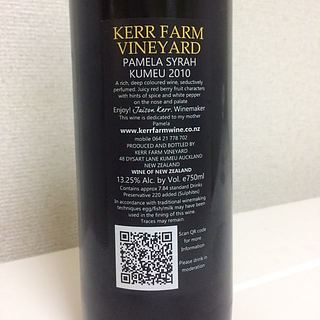 KERR FARM
VINEYARD
PAMELA SYRAH
KUMEU 2010
A rich, deep coloured wine, seductively
perfumed. Juicy red berry fruit characters
with hints of spice and white pepper
on the nose and palate
Enjoy! Jaison Kerr. Winemaker
This wine is dedicated to my mother
Pamela
www.kerrfarmwine.co.nz
mobile 064 21 778 702
PRODUCED AND BOTTLED BY
KERR FARM VINEYARD
48 DYSART LANE KUMEU AUCKLAND
NEW ZEALAND
WINE OF NEW ZEALAND
13.25% Alc. by Vol. e750ml
Contains approx 7.84 standard Drinks
Preservative 220 added (Sulphites)
In accordance with traditional winemaking
techniques egg/fish/milk may have been
used in the fining of this wine.
Traces may remain.
Scan QR code
for more
Information
Please drink in
moderation